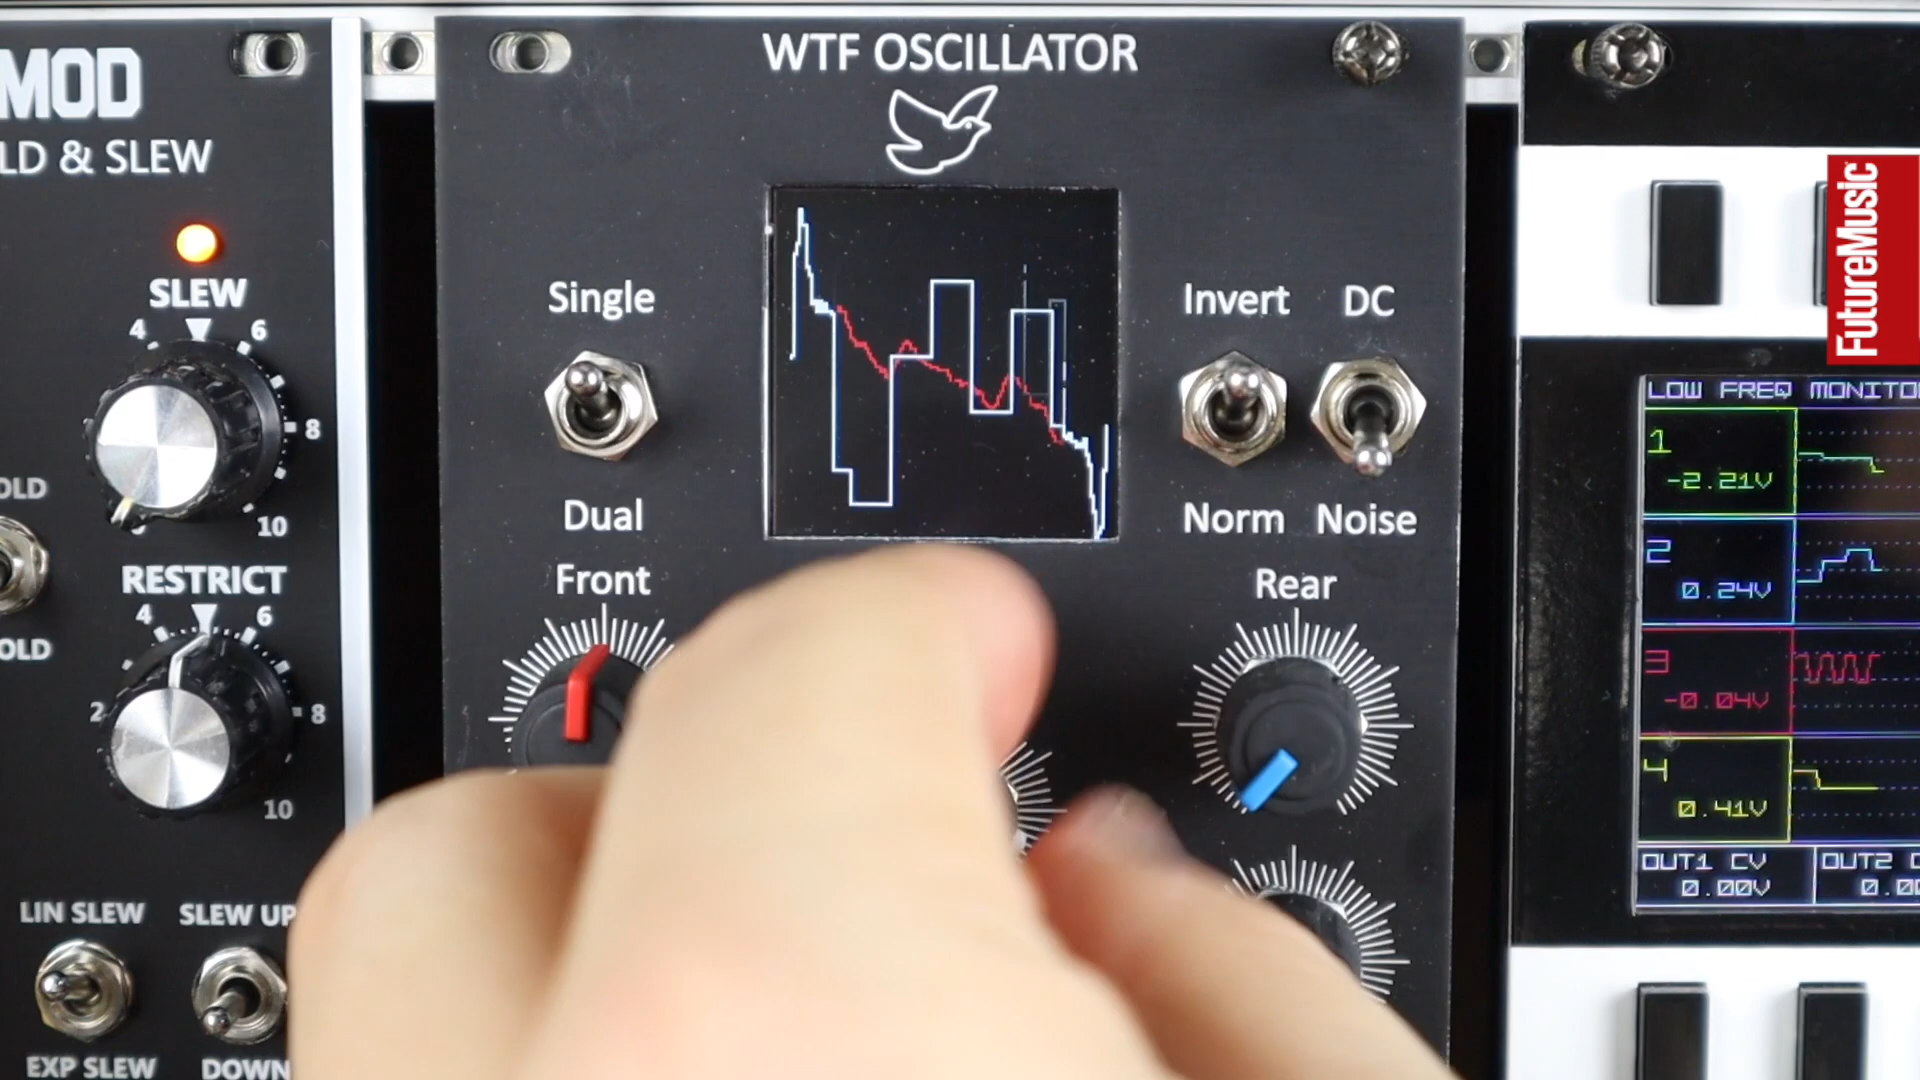 MOD
LD & SLEW
SLEW
4 6
8
10
OLD
RESTRICT
4 6
2 8
OLD
10
LIN SLEW SLEW UP
EXP SLEW DOWN
WTF OSCILLATOR
Single
Dual
Front
Invert DC
Norm Noise
Rear
FutureMusic
LOW FREQ MONITO
1
-2.21V
2
0.24V
3
-0.04V
4
0.41V
OUT1 CV OUT2
0.00V 0.0